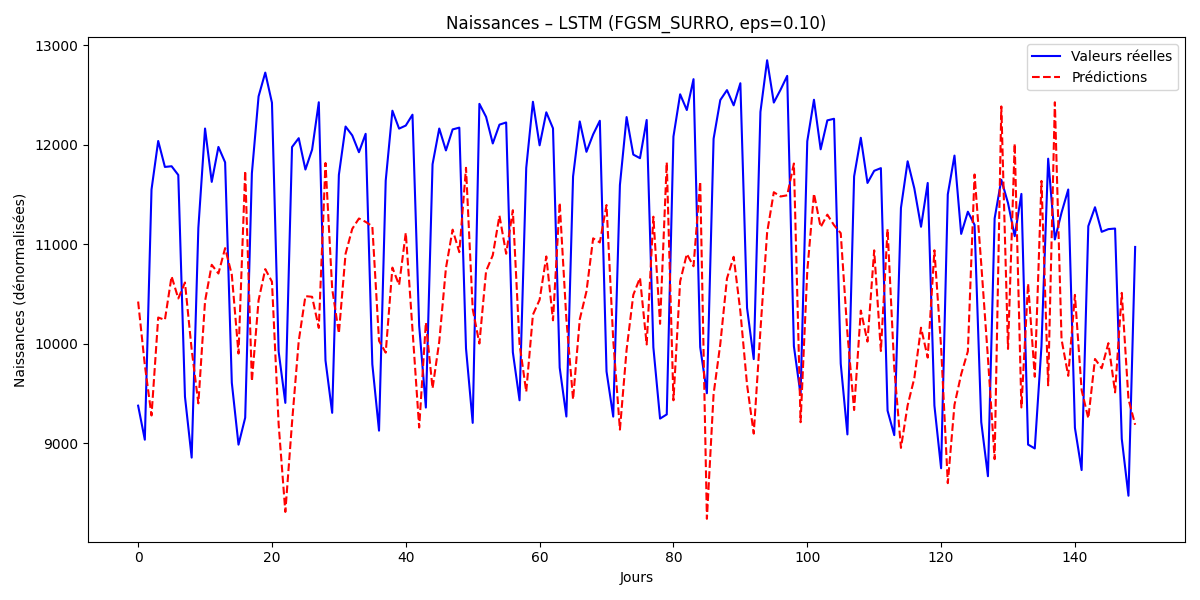 Naissances – LSTM (FGSM_SURRO, eps=0.10)
Valeurs réelles
Prédictions
Naissances (dénormalisées)
13000
12000
11000
10000
9000
0 20 40 60 80 100 120 140
Jours